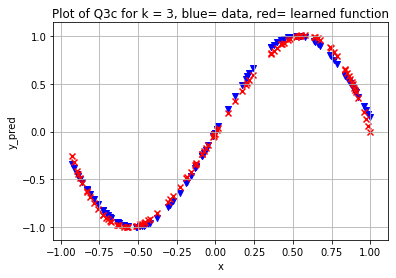 Plot of Q3c for k = 3, blue= data, red= learned function
1.0
0.5
0.0
−0.5
−1.0
y_pred
−1.00 −0.75 −0.50 −0.25 0.00 0.25 0.50 0.75 1.00
x